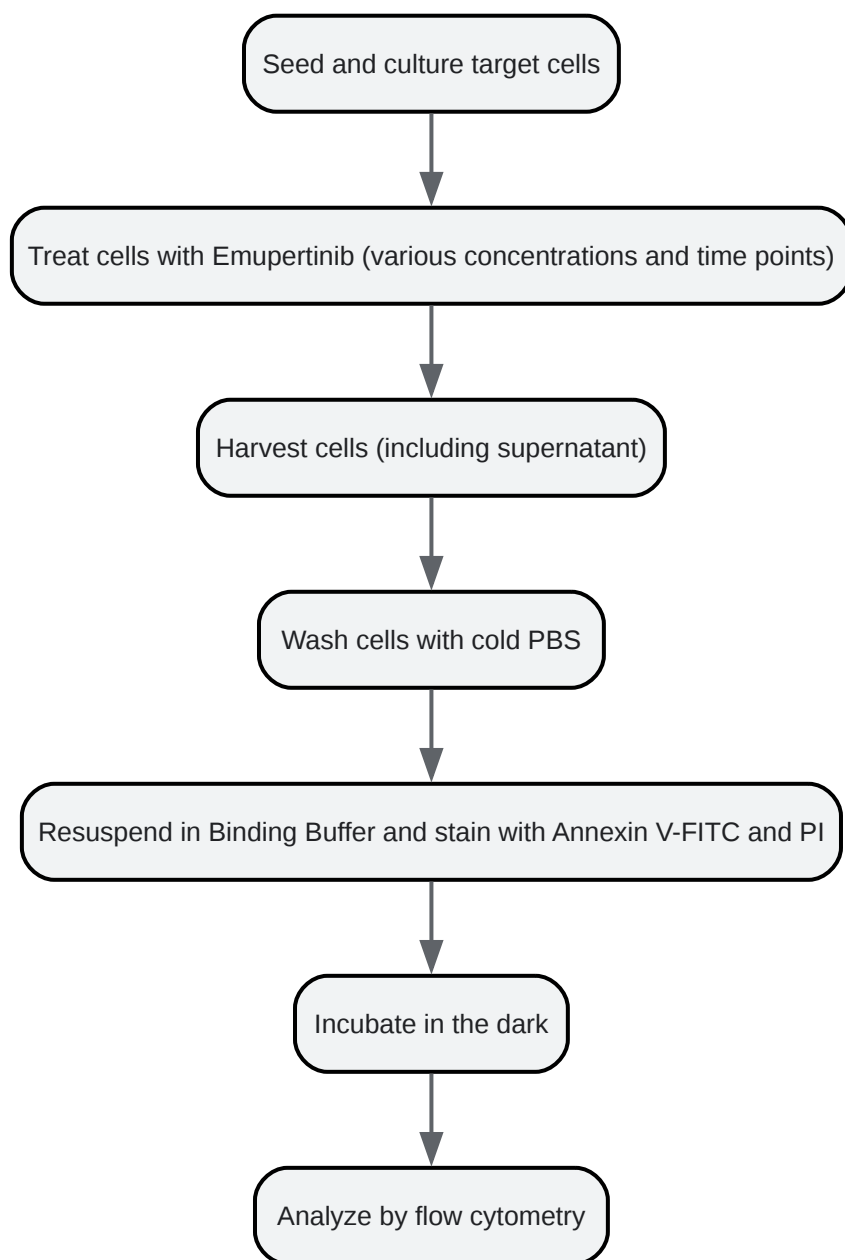 Seed and culture target cells
Treat cells with Emupertinib (various concentrations and time points)
Harvest cells (including supernatant)
Wash cells with cold PBS
Resuspend in Binding Buffer and stain with Annexin V-FITC and PI
Incubate in the dark
Analyze by flow cytometry